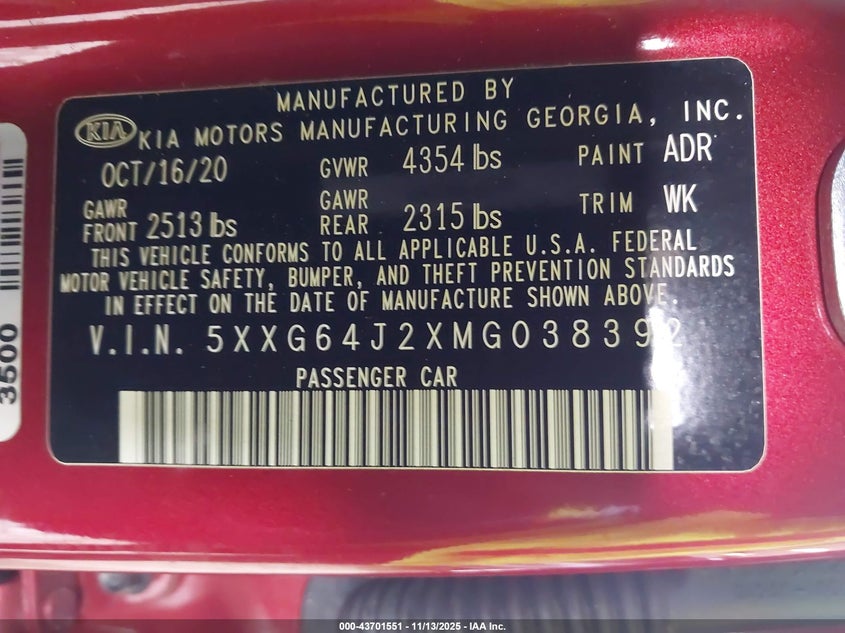 MANUFACTURED BY
KIA KIA MOTORS MANUFACTURING GEORGIA, INC.
OCT/16/20 GVWR 4354 lbs PAINT ADR
GAWR FRONT 2513 lbs GAWR REAR 2315 lbs TRIM WK
THIS VEHICLE CONFORMS TO ALL APPLICABLE U.S.A. FEDERAL
MOTOR VEHICLE SAFETY, BUMPER, AND THEFT PREVENTION STANDARDS
IN EFFECT ON THE DATE OF MANUFACTURE SHOWN ABOVE.
V.I.N. 5XXG64J2XMG038392
PASSENGER CAR
3500
000-43701551 - 11/13/2025 - IAA Inc.